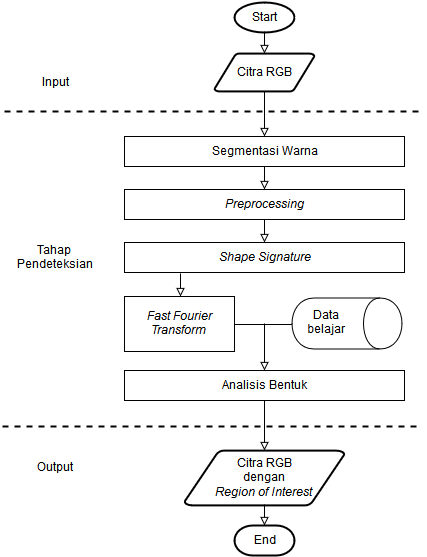 Start
Input
Citra RGB
Segmentasi Warna
Preprocessing
Tahap
Pendeteksian
Shape Signature
Fast Fourier
Transform
Data
belajar
Analisis Bentuk
Output
Citra RGB
dengan
Region of Interest
End